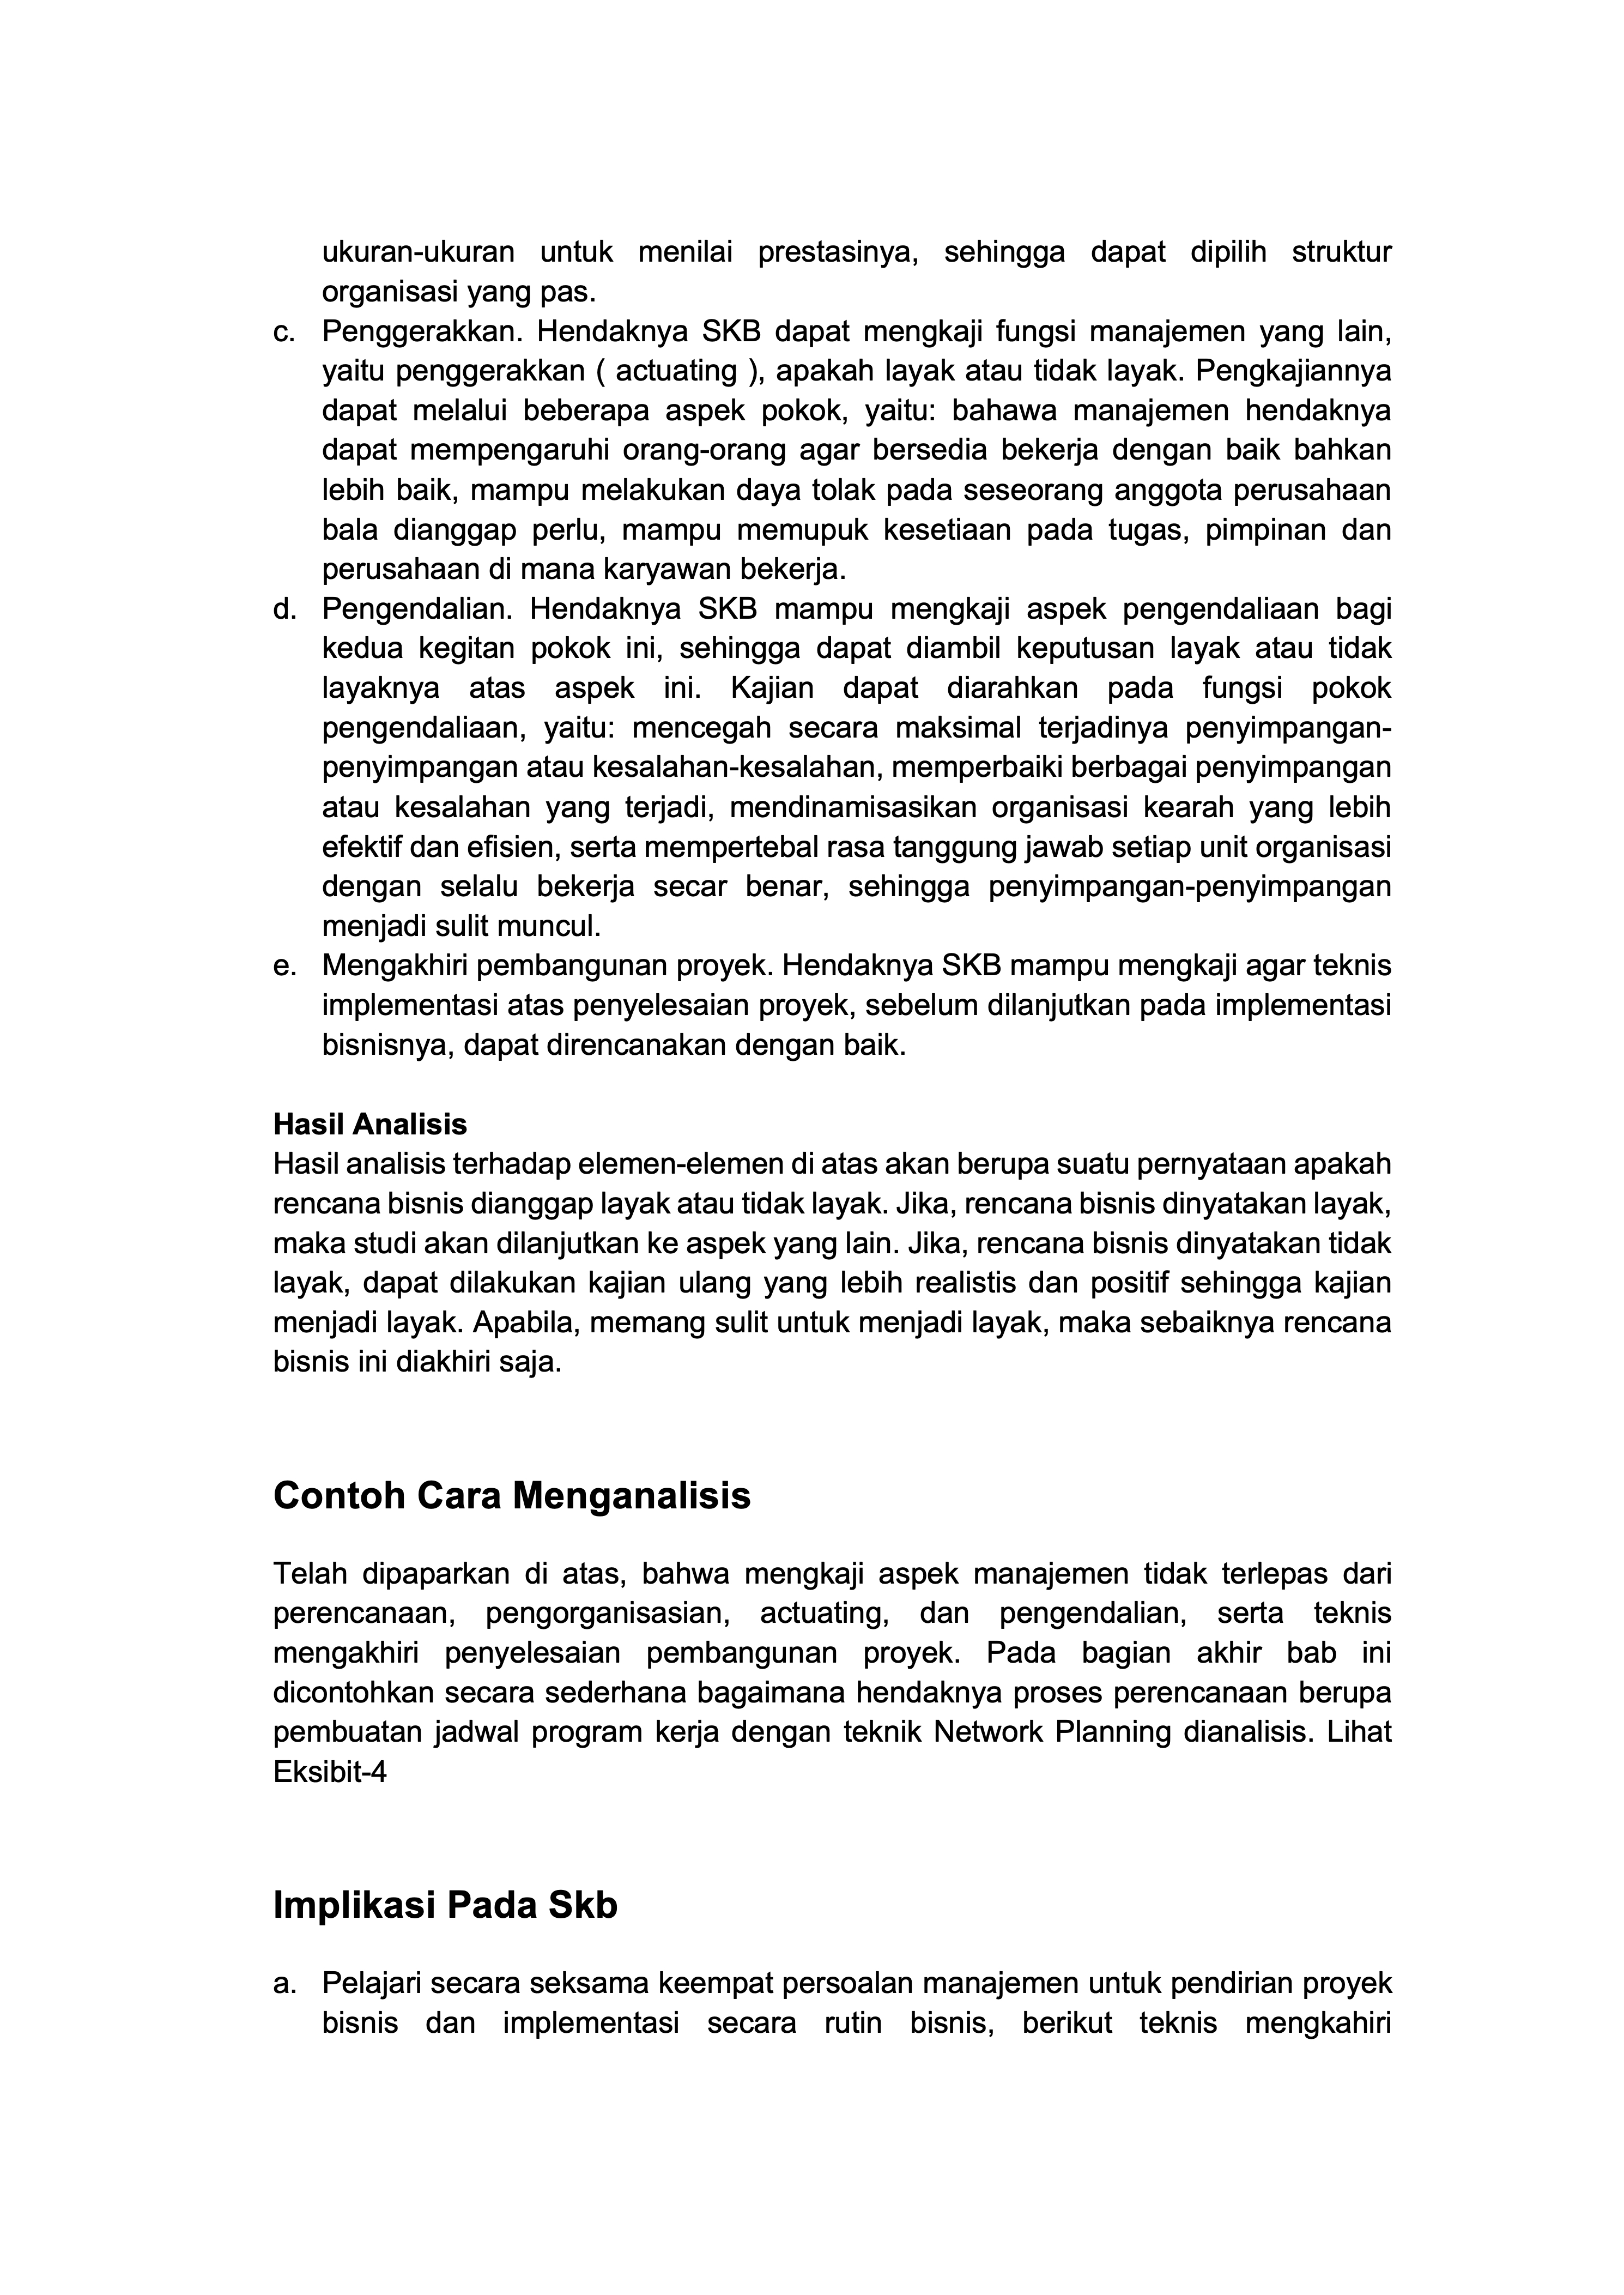 ukuran-ukuran untuk menilai prestasinya, sehingga dapat dipilih struktur
organisasi yang pas.
c. Penggerakkan. Hendaknya SKB dapat mengkaji fungsi manajemen yang lain,
yaitu penggerakkan ( actuating ), apakah layak atau tidak layak. Pengkajiannya
dapat melalui beberapa aspek pokok, yaitu: bahawa manajemen hendaknya
dapat mempengaruhi orang-orang agar bersedia bekerja dengan baik bahkan
lebih baik, mampu melakukan daya tolak pada seseorang anggota perusahaan
bala dianggap perlu, mampu memupuk kesetiaan pada tugas, pimpinan dan
perusahaan di mana karyawan bekerja.
d. Pengendalian. Hendaknya SKB mampu mengkaji aspek pengendaliaan bagi
kedua kegitan pokok ini, sehingga dapat diambil keputusan layak atau tidak
layaknya atas aspek ini. Kajian dapat diarahkan pada fungsi pokok
pengendaliaan, yaitu: mencegah secara maksimal terjadinya penyimpangan-
penyimpangan atau kesalahan-kesalahan, memperbaiki berbagai penyimpangan
atau kesalahan yang terjadi, mendinamisasikan organisasi kearah yang lebih
efektif dan efisien, serta mempertebal rasa tanggung jawab setiap unit organisasi
dengan selalu bekerja secar benar, sehingga penyimpangan-penyimpangan
menjadi sulit muncul.
e. Mengakhiri pembangunan proyek. Hendaknya SKB mampu mengkaji agar teknis
implementasi atas penyelesaian proyek, sebelum dilanjutkan pada implementasi
bisnisnya, dapat direncanakan dengan baik.
Hasil Analisis
Hasil analisis terhadap elemen-elemen di atas akan berupa suatu pernyataan apakah
rencana bisnis dianggap layak atau tidak layak. Jika, rencana bisnis dinyatakan layak,
maka studi akan dilanjutkan ke aspek yang lain. Jika, rencana bisnis dinyatakan tidak
layak, dapat dilakukan kajian ulang yang lebih realistis dan positif sehingga kajian
menjadi layak. Apabila, memang sulit untuk menjadi layak, maka sebaiknya rencana
bisnis ini diakhiri saja.
Contoh Cara Menganalisis
Telah dipaparkan di atas, bahwa mengkaji aspek manajemen tidak terlepas dari
perencanaan, pengorganisasian, actuating, dan pengendalian, serta teknis
mengakhiri penyelesaian pembangunan proyek. Pada bagian akhir bab ini
dicontohkan secara sederhana bagaimana hendaknya proses perencanaan berupa
pembuatan jadwal program kerja dengan teknik Network Planning dianalisis. Lihat
Eksibit-4
Implikasi Pada Skb
a. Pelajari secara seksama keempat persoalan manajemen untuk pendirian proyek
bisnis dan implementasi secara rutin bisnis, berikut teknis mengkahiri